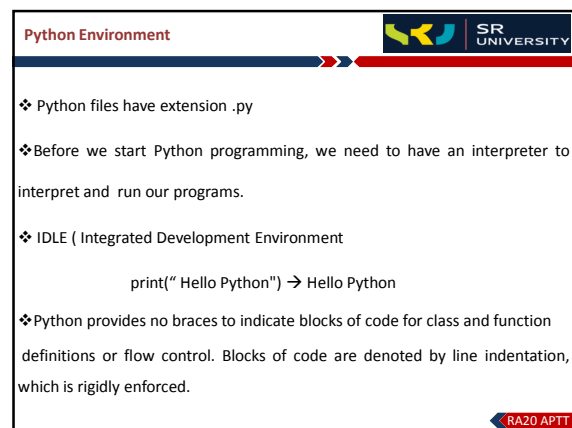 Python Environment
SR
UNIVERSITY
❖ Python files have extension .py
❖Before we start Python programming, we need to have an interpreter to
interpret and run our programs.
❖ IDLE ( Integrated Development Environment
print(“ Hello Python") → Hello Python
❖Python provides no braces to indicate blocks of code for class and function
definitions or flow control. Blocks of code are denoted by line indentation,
which is rigidly enforced.
RA20 APTT